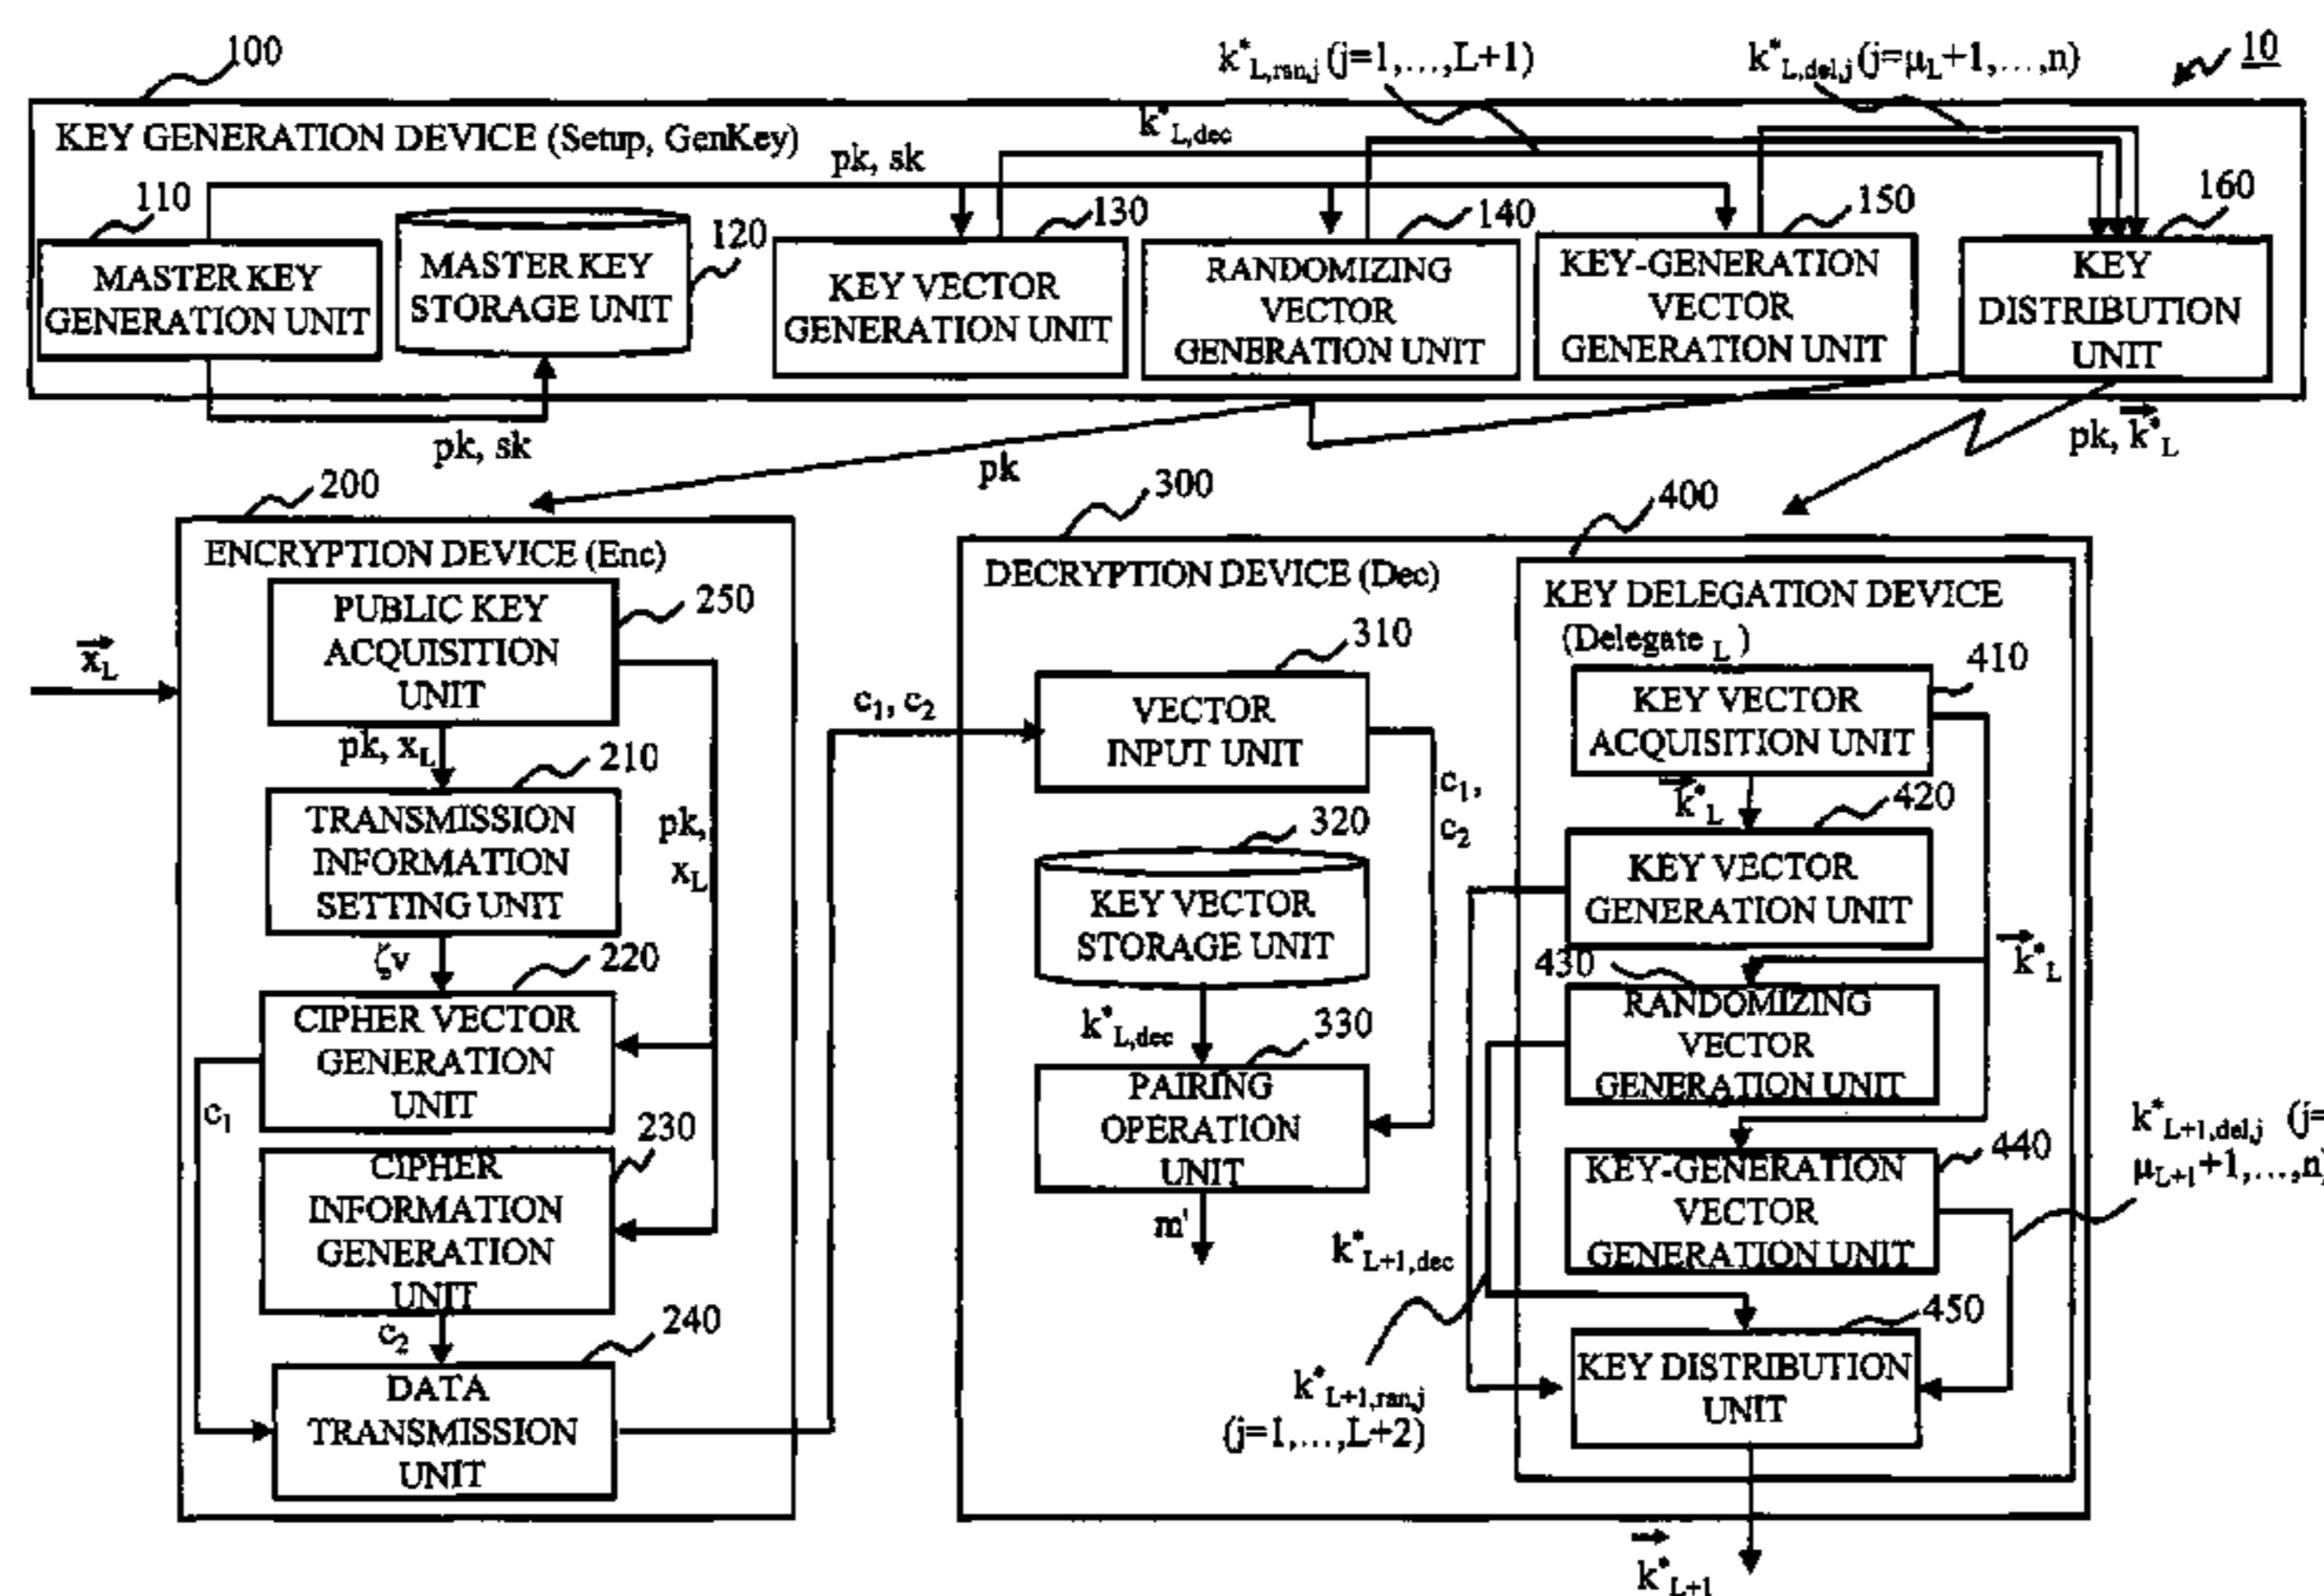 100
k*L,ran,j (j=1,...,L+1)
k*L,del,j (j=μL+1,...,n)
10
KEY GENERATION DEVICE (Setup, GenKey)
k*L,dec
pk, sk
110
120
130
140
150
160
MASTER KEY
GENERATION UNIT
MASTER KEY
STORAGE UNIT
KEY VECTOR
GENERATION UNIT
RANDOMIZING
VECTOR
GENERATION UNIT
KEY-GENERATION
VECTOR
GENERATION UNIT
KEY
DISTRIBUTION
UNIT
pk, sk
pk
pk, k*L
200
ENCRYPTION DEVICE (Enc)
xL
PUBLIC KEY
ACQUISITION
UNIT
250
pk, xL
210
TRANSMISSION
INFORMATION
SETTING UNIT
pk,
xL
ζv
220
CIPHER VECTOR
GENERATION
UNIT
c1
230
CIPHER
INFORMATION
GENERATION
UNIT
c2
240
DATA
TRANSMISSION
UNIT
c1, c2
300
DECRYPTION DEVICE (Dec)
310
VECTOR
INPUT UNIT
c1,
c2
320
KEY VECTOR
STORAGE UNIT
k*L,dec
330
PAIRING
OPERATION
UNIT
m'
400
KEY DELEGATION DEVICE
(Delegate L)
410
KEY VECTOR
ACQUISITION UNIT
k*L
420
KEY VECTOR
GENERATION UNIT
k*L
430
RANDOMIZING
VECTOR
GENERATION UNIT
440
KEY-GENERATION
VECTOR
GENERATION UNIT
k*L+1,del,j (j=
μL+1+1,...,n)
k*L+1,dec
k*L+1,ran,j
(j=1,...,L+2)
450
KEY DISTRIBUTION
UNIT
k*L+1